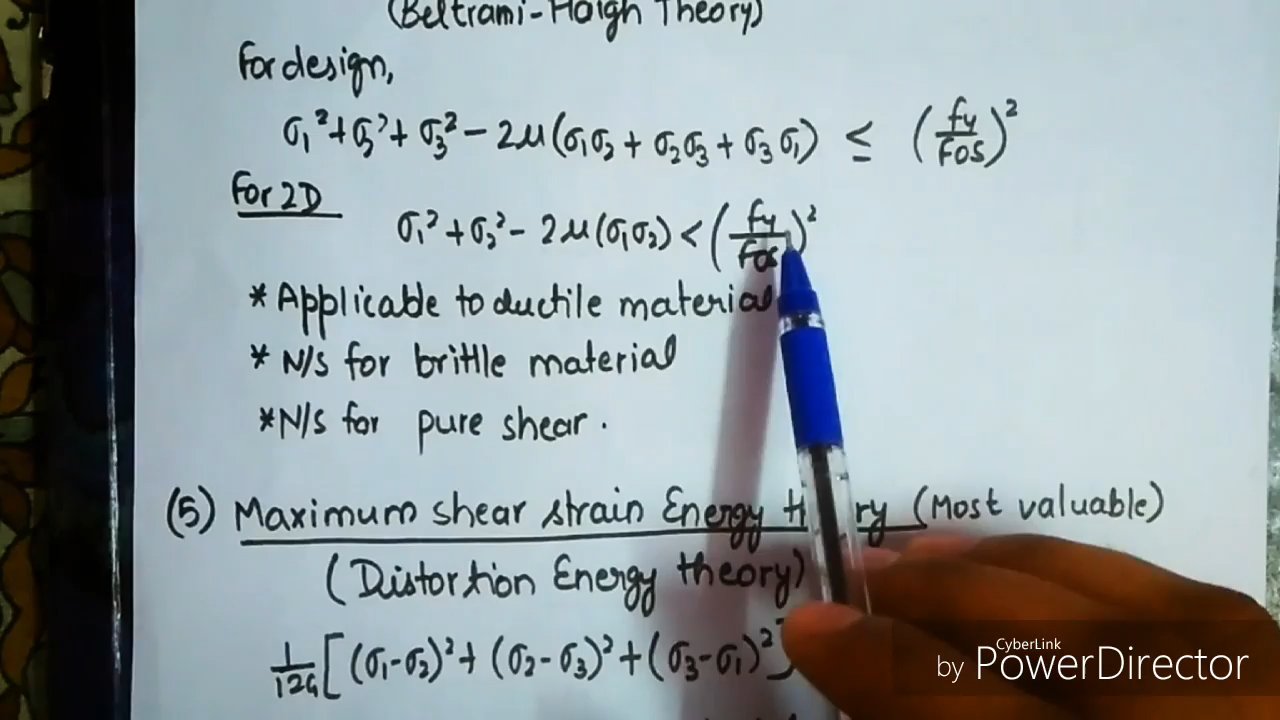 (Beltrami-Haigh Theory)
For design,
σ₁² + σ₂² + σ₃² - 2μ(σ₁σ₂ + σ₂σ₃ + σ₃σ₁) ≤ (fy/FOS)²
For 2D
σ₁² + σ₂² - 2μ(σ₁σ₂) < (fy/FOS)²
* Applicable to ductile material
* N/S for brittle material
* N/S for pure shear.
(5) Maximum shear strain Energy th ry (Most valuable)
(Distortion Energy theory)
1/12G [(σ₁-σ₂)² + (σ₂-σ₃)² + (σ₃-σ₁)²]
CyberLink
by PowerDirector